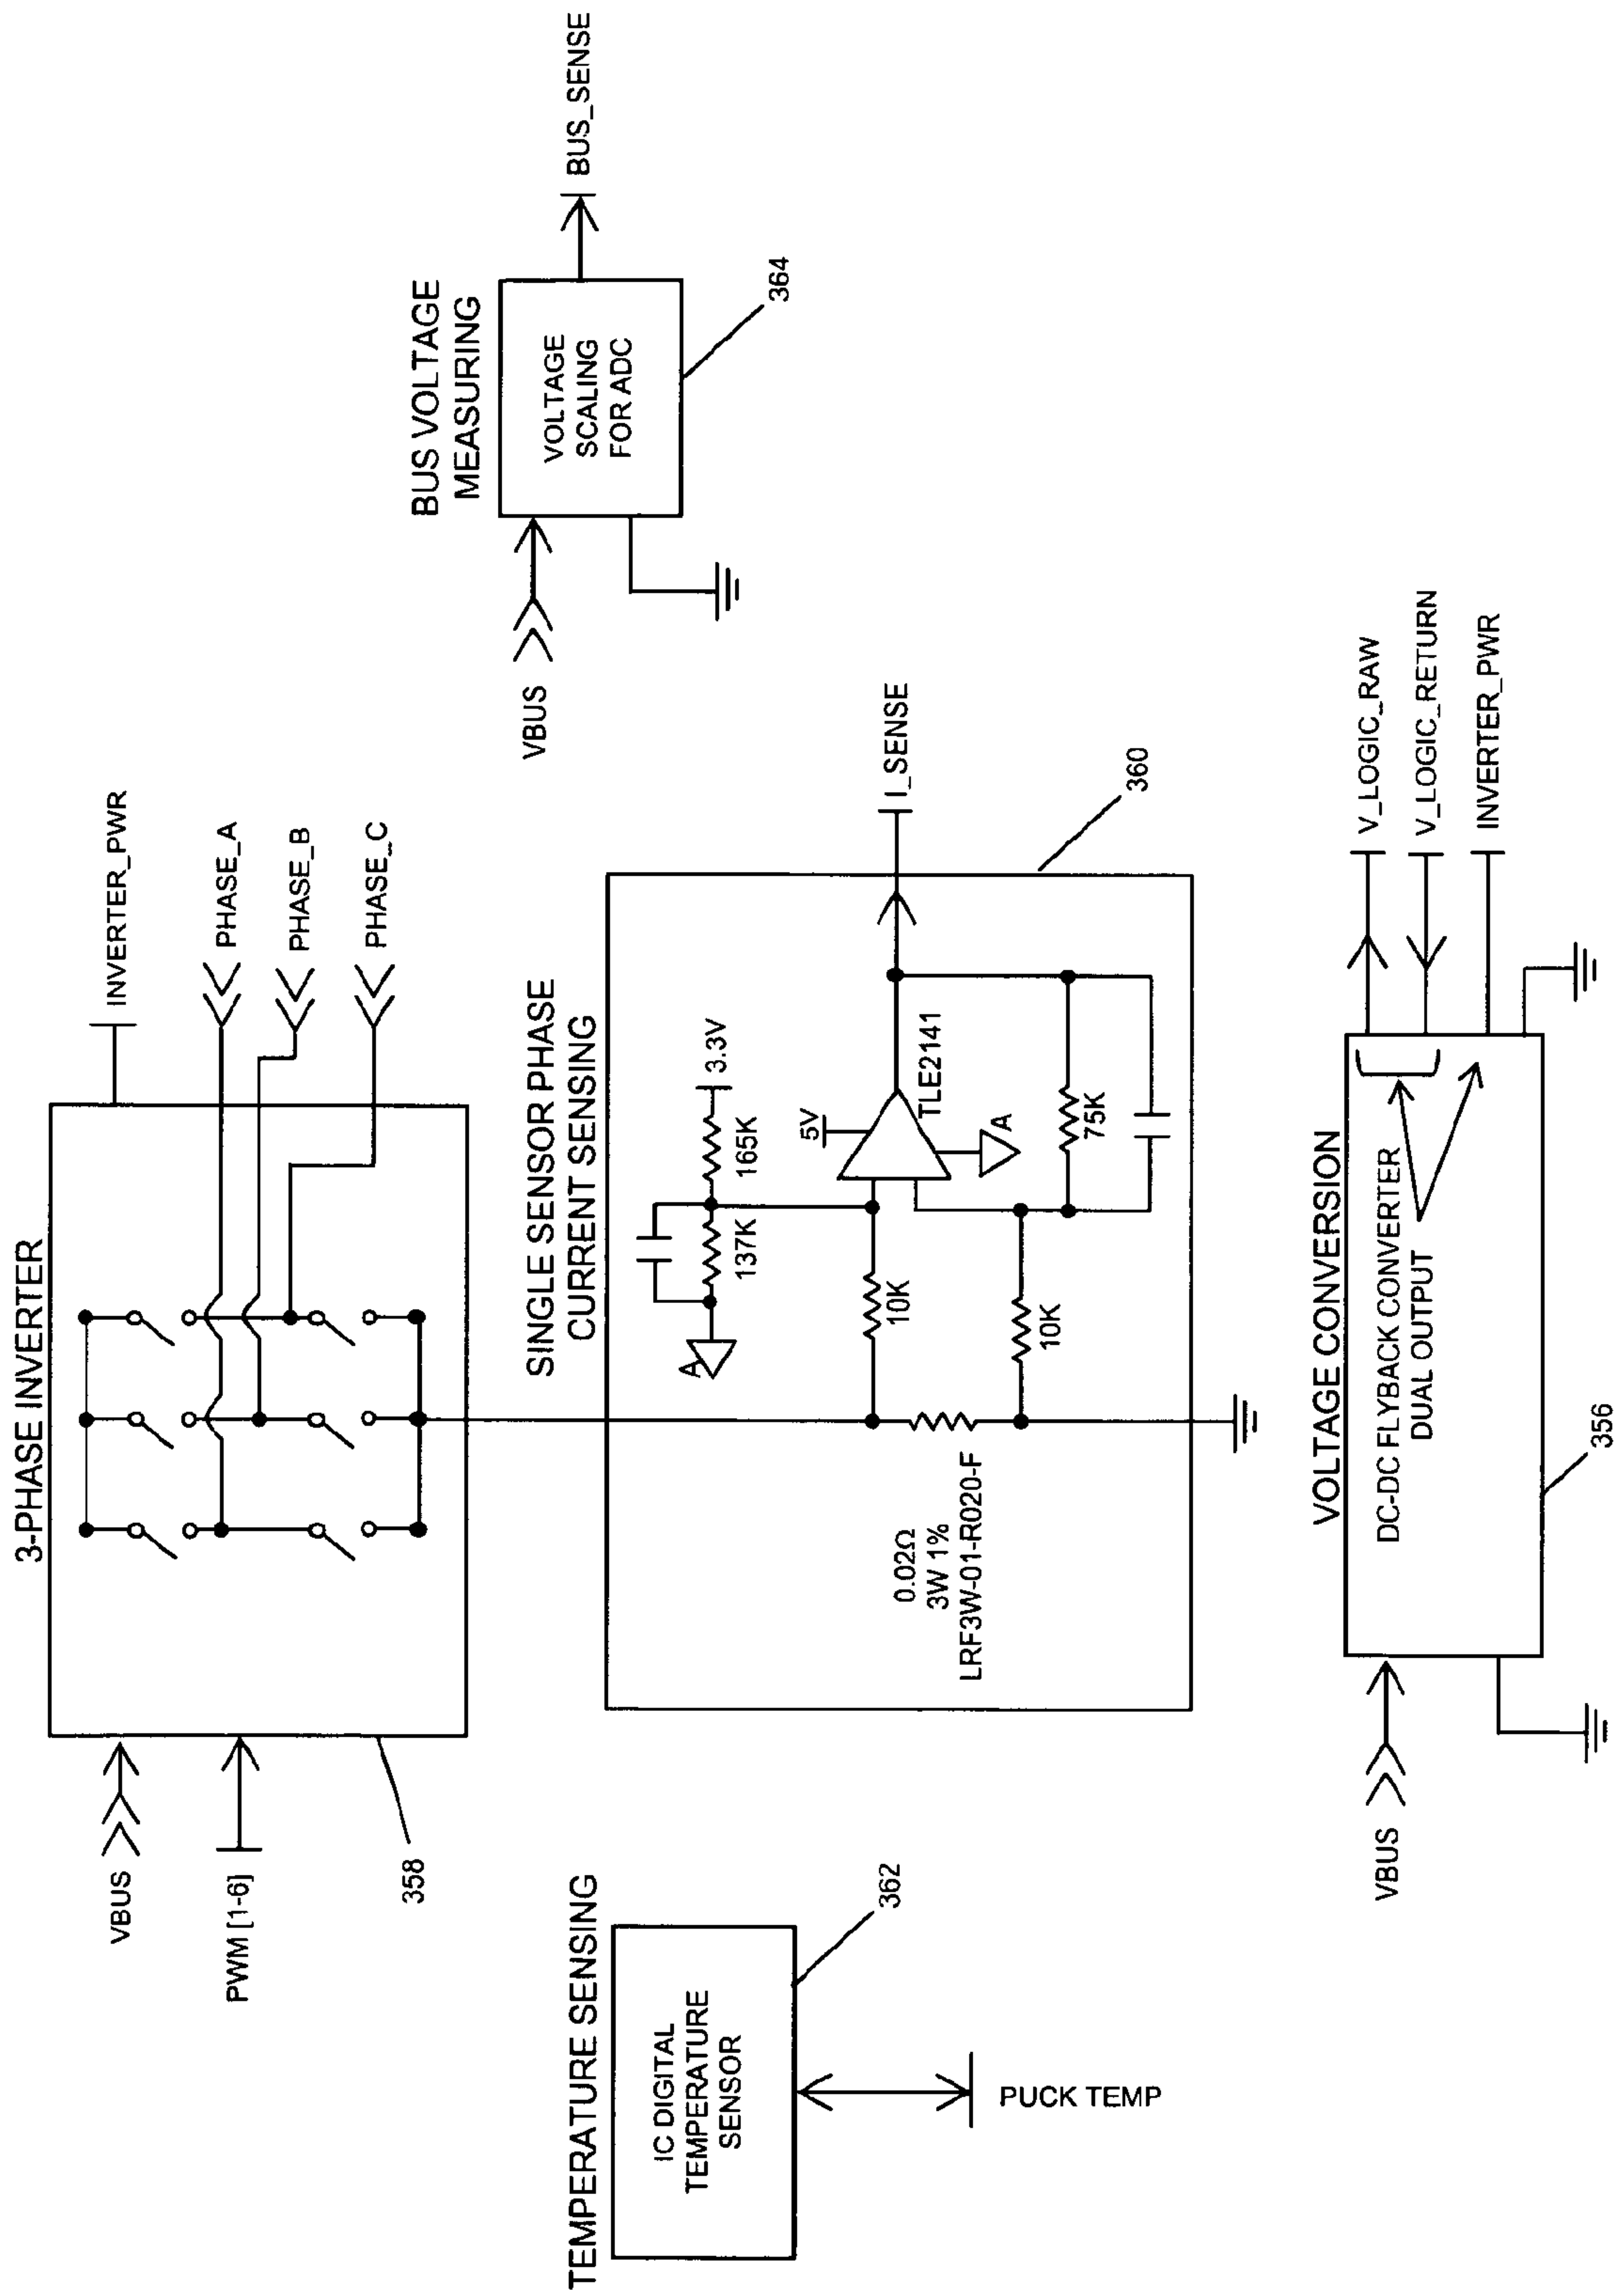 3-PHASE INVERTER
VBUS
PWM [1-6]
358
INVERTER_PWR
PHASE_A
PHASE_B
PHASE_C
BUS VOLTAGE
MEASURING
VOLTAGE
SCALING
FOR ADC
VBUS
BUS_SENSE
364
TEMPERATURE SENSING
IC DIGITAL
TEMPERATURE
SENSOR
362
PUCK TEMP
SINGLE SENSOR PHASE
CURRENT SENSING
A
137K
165K
3.3V
10K
10K
5V
TLE2141
A
75K
0.02Ω
3W 1%
LRF3W-01-R020-F
I_SENSE
360
VOLTAGE CONVERSION
VBUS
DC-DC FLYBACK CONVERTER
DUAL OUTPUT
V_LOGIC_RAW
V_LOGIC_RETURN
INVERTER_PWR
356